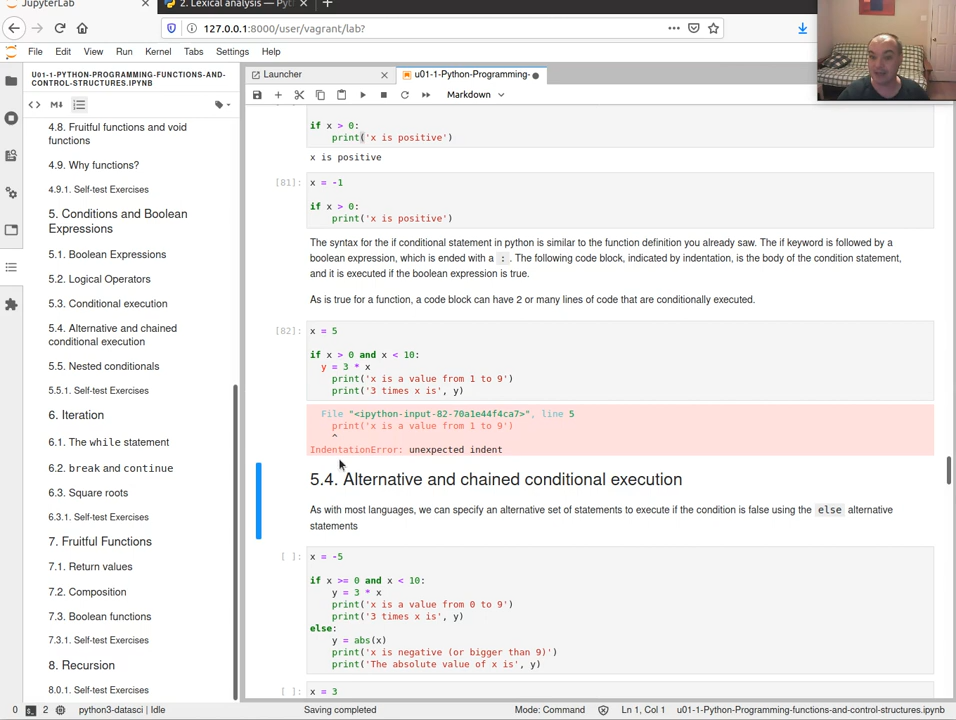 JupyterLab
2. Lexical analysis — Pyt
127.0.0.1:8000/user/vagrant/lab?
File Edit View Run Kernel Tabs Settings Help
U01-1-PYTHON-PROGRAMMING-FUNCTIONS-AND-
CONTROL-STRUCTURES.IPYNB
4.8. Fruitful functions and void
functions
4.9. Why functions?
4.9.1. Self-test Exercises
5. Conditions and Boolean
Expressions
5.1. Boolean Expressions
5.2. Logical Operators
5.3. Conditional execution
5.4. Alternative and chained
conditional execution
5.5. Nested conditionals
5.5.1. Self-test Exercises
6. Iteration
6.1. The while statement
6.2. break and continue
6.3. Square roots
6.3.1. Self-test Exercises
7. Fruitful Functions
7.1. Return values
7.2. Composition
7.3. Boolean functions
7.3.1. Self-test Exercises
8. Recursion
8.0.1. Self-test Exercises
Launcher
u01-1-Python-Programming-
Markdown
if x > 0:
print('x is positive')
x is positive
[81]: x = -1
if x > 0:
print('x is positive')
The syntax for the if conditional statement in python is similar to the function definition you already saw. The if keyword is followed by a
boolean expression, which is ended with a : . The following code block, indicated by indentation, is the body of the condition statement,
and it is executed if the boolean expression is true.
As is true for a function, a code block can have 2 or many lines of code that are conditionally executed.
[82]: x = 5
if x > 0 and x < 10:
y = 3 * x
print('x is a value from 1 to 9')
print('3 times x is', y)
File "<ipython-input-82-70a1e44f4ca7>", line 5
print('x is a value from 1 to 9')
^
IndentationError: unexpected indent
5.4. Alternative and chained conditional execution
As with most languages, we can specify an alternative set of statements to execute if the condition is false using the else alternative
statements
[ ]: x = -5
if x >= 0 and x < 10:
y = 3 * x
print('x is a value from 0 to 9')
print('3 times x is', y)
else:
y = abs(x)
print('x is negative (or bigger than 9)')
print('The absolute value of x is', y)
[ ]: x = 3
0 2 python3-datasci | Idle Saving completed Mode: Command Ln 1, Col 1 u01-1-Python-Programming-functions-and-control-structures.ipynb